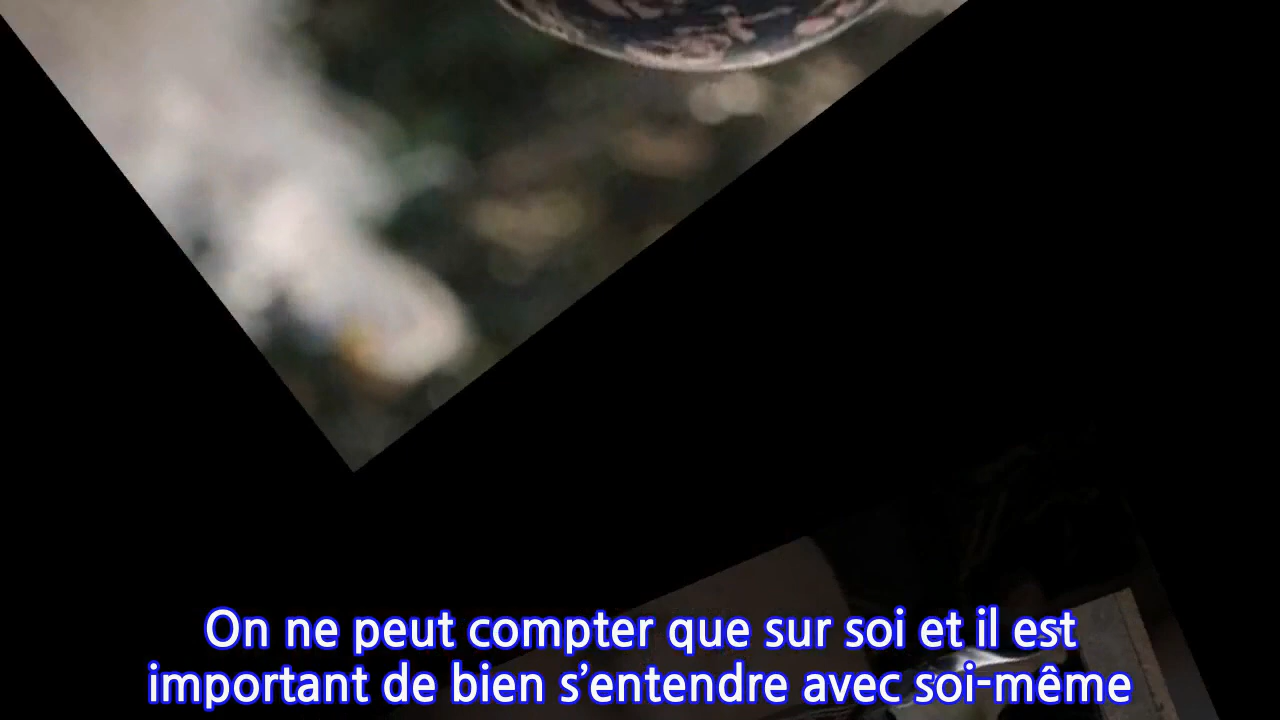 On ne peut compter que sur soi et il est
important de bien s’entendre avec soi-même